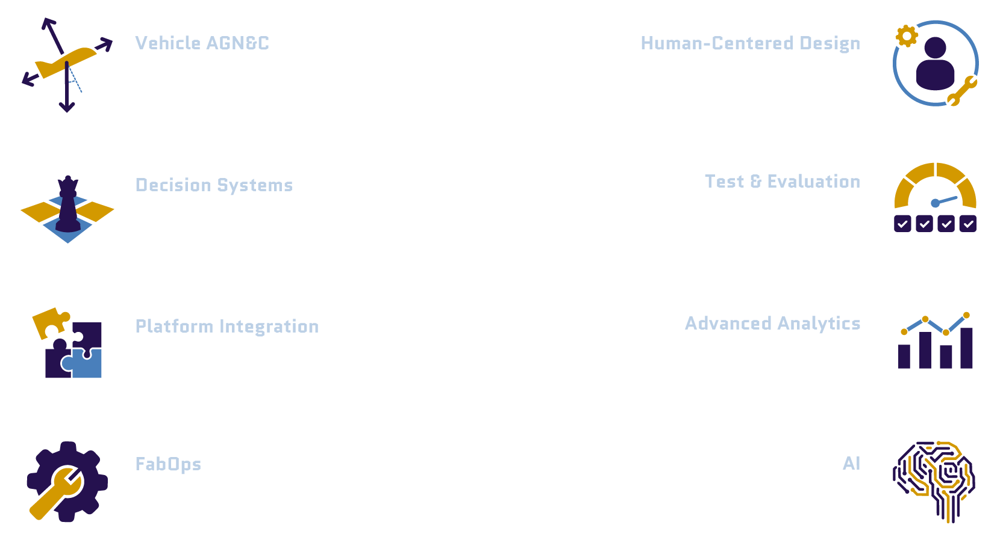 Vehicle AGN&C
Human-Centered Design
Decision Systems
Test & Evaluation
Platform Integration
Advanced Analytics
FabOps
AI